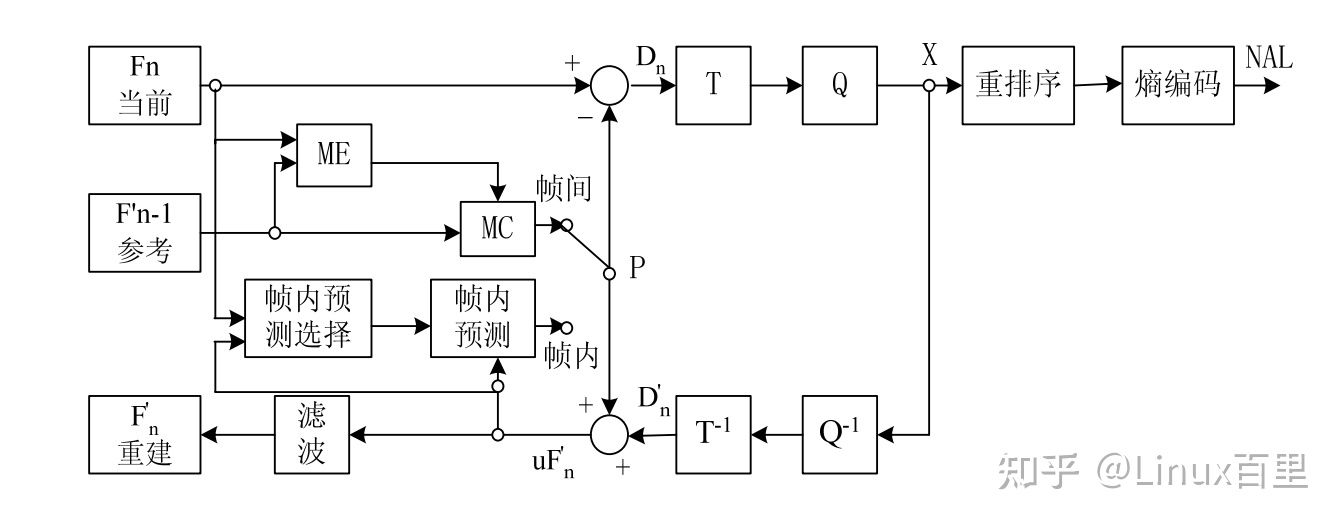 Fn
当前
+
Dn
T
Q
X
重排序
熵编码
NAL
−
ME
帧间
F'n-1
参考
MC
P
帧内预
测选择
帧内
预测
帧内
F'n
重建
滤
波
+
D'n
T-1
Q-1
uF'n
+
知乎 @Linux百里